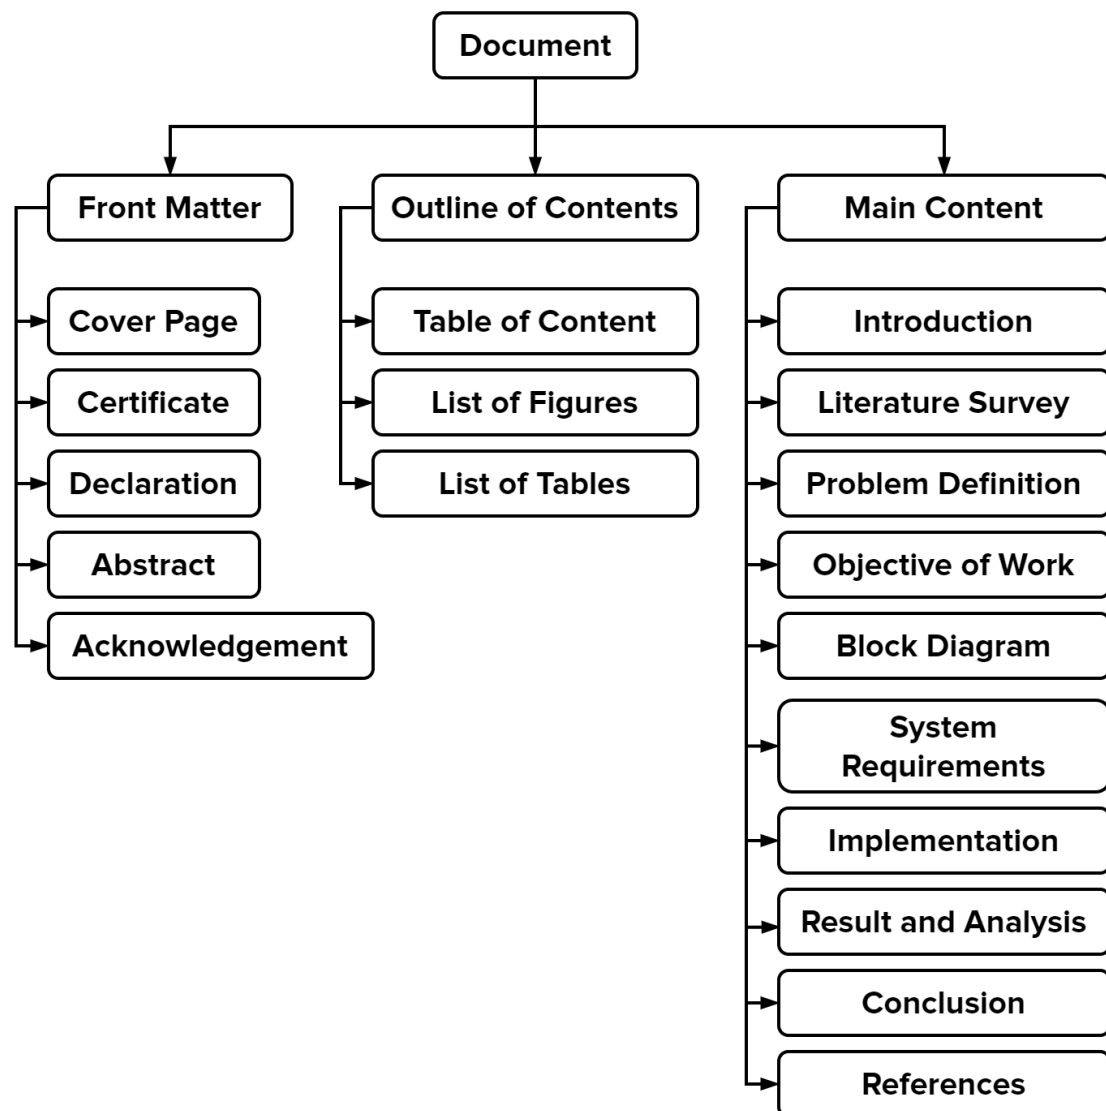 Document
Front Matter
Cover Page
Certificate
Declaration
Abstract
Acknowledgement
Outline of Contents
Table of Content
List of Figures
List of Tables
Main Content
Introduction
Literature Survey
Problem Definition
Objective of Work
Block Diagram
System
Requirements
Implementation
Result and Analysis
Conclusion
References